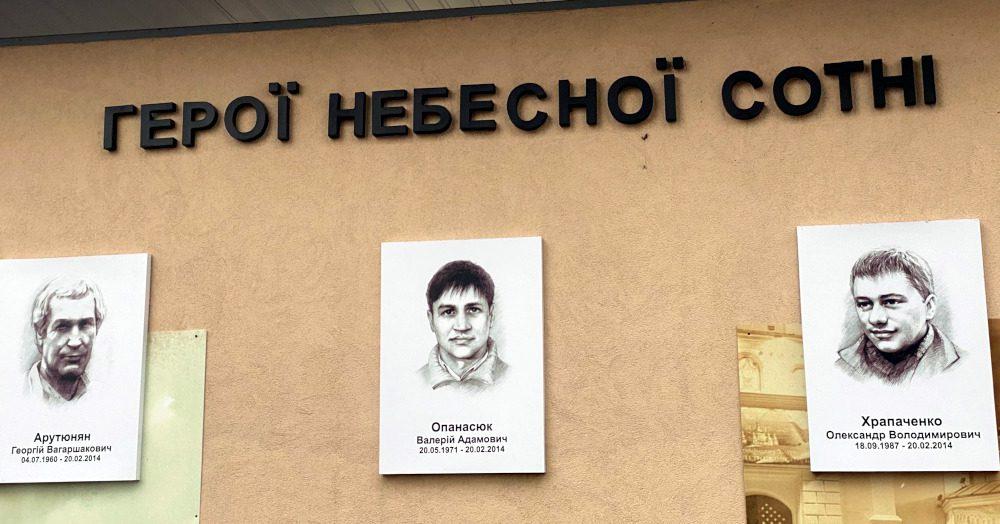 ГЕРОЇ НЕБЕСНОЇ СОТНІ
Арутюнян
Георгій Вагаршакович
04.07.1960 - 20.02.2014
Опанасюк
Валерій Адамович
20.05.1971 - 20.02.2014
Храпаченко
Олександр Володимирович
18.09.1987 - 20.02.2014